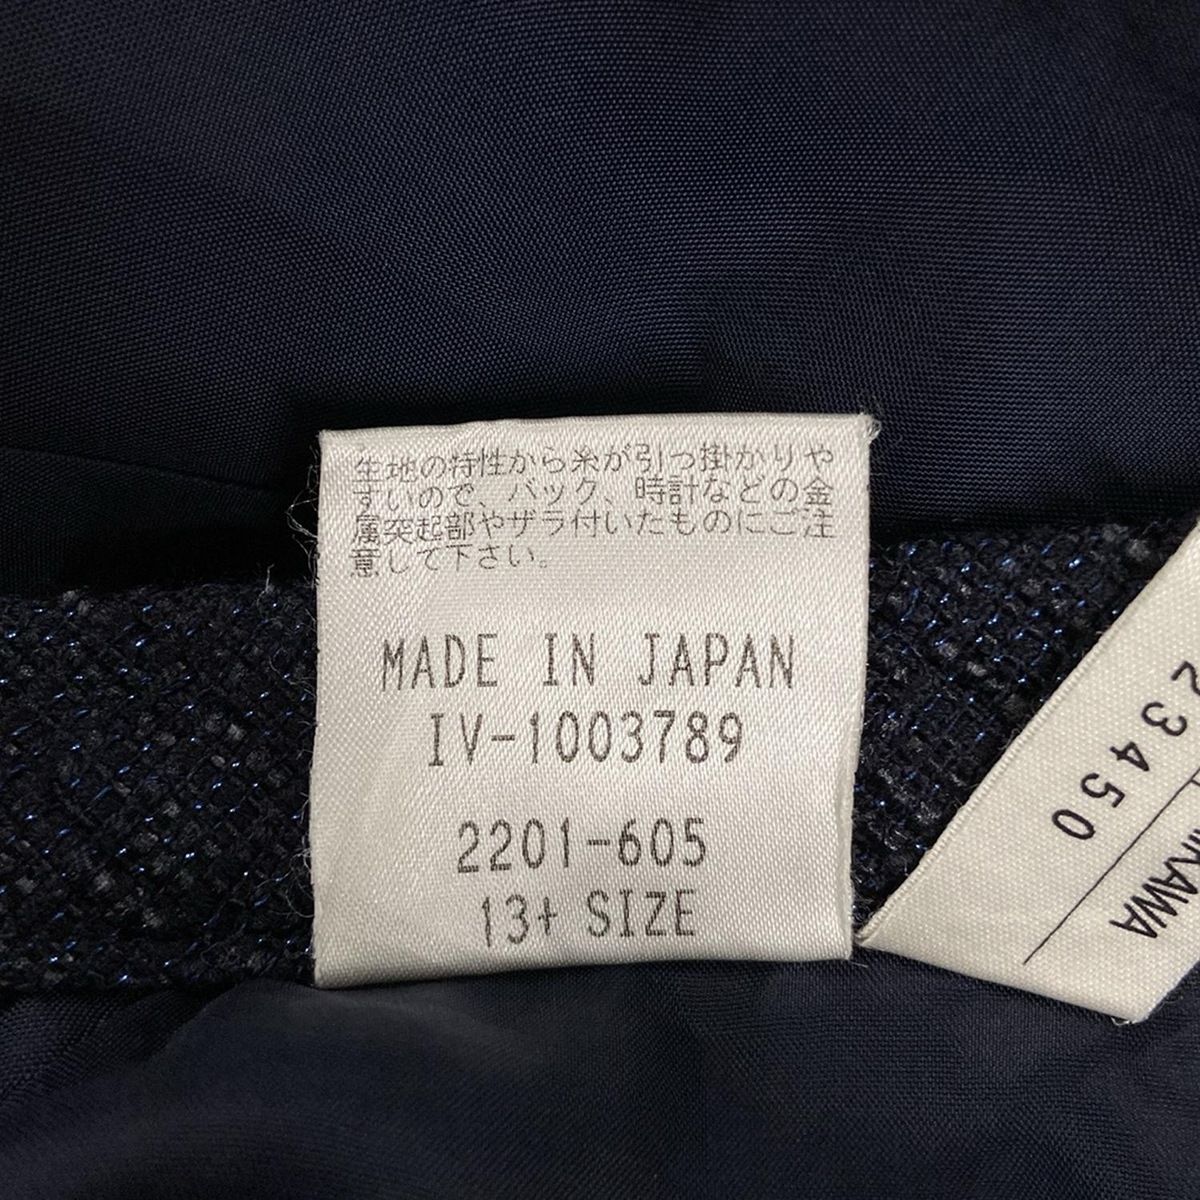 生地の特性から糸が引っ掛かりや
すいので、バック、時計などの金
属突起部やザラ付いたものにご注
意して下さい。
MADE IN JAPAN
IV-1003789
2201-605
13+ SIZE
23450